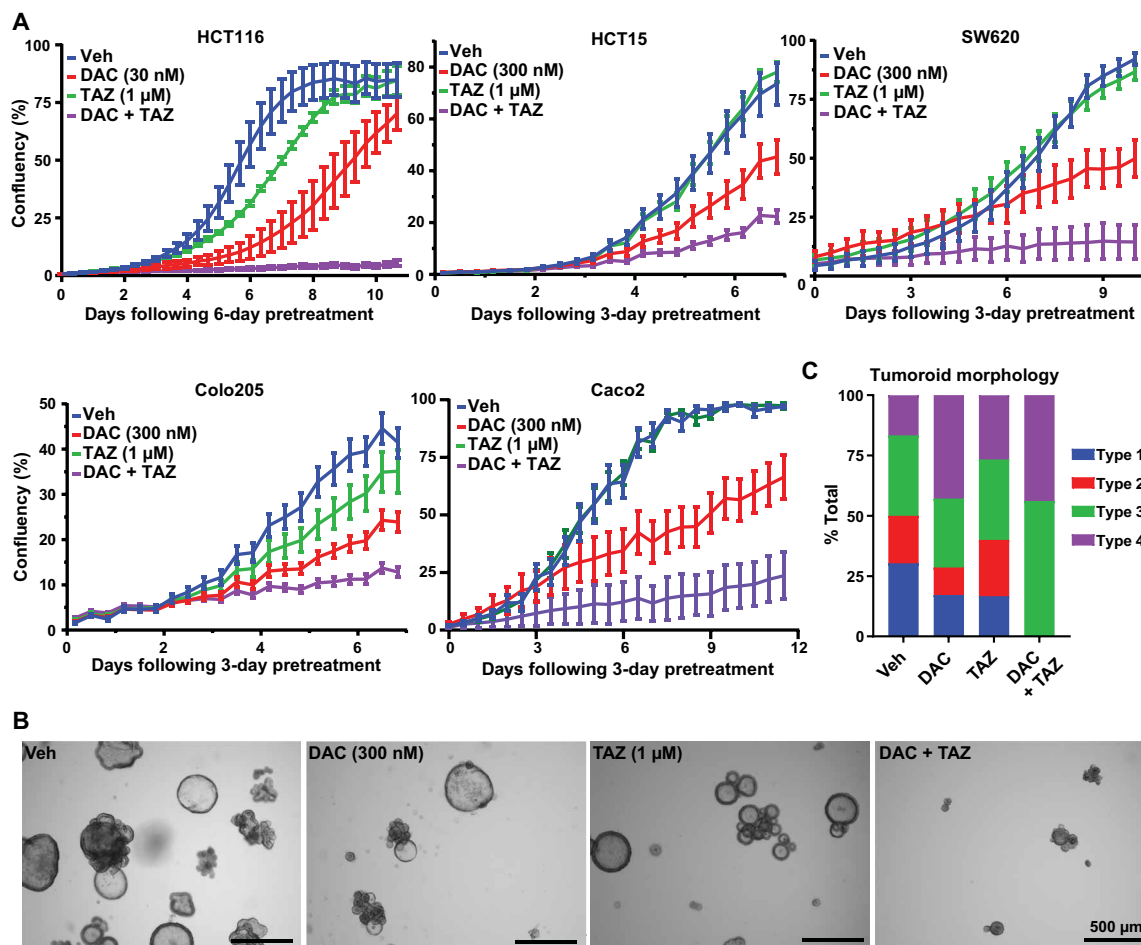 A
HCT116
Confluency (%)
100
75
50
25
0
Veh
DAC (30 nM)
TAZ (1 µM)
DAC + TAZ
0 2 4 6 8 10
Days following 6-day pretreatment
HCT15
80
60
40
20
0
Veh
DAC (300 nM)
TAZ (1 µM)
DAC + TAZ
0 2 4 6
Days following 3-day pretreatment
SW620
100
75
50
25
0
Veh
DAC (300 nM)
TAZ (1 µM)
DAC + TAZ
0 3 6 9
Days following 3-day pretreatment
Colo205
Confluency (%)
50
40
30
20
10
0
Veh
DAC (300 nM)
TAZ (1 µM)
DAC + TAZ
0 2 4 6
Days following 3-day pretreatment
Caco2
100
75
50
25
0
Veh
DAC (300 nM)
TAZ (1 µM)
DAC + TAZ
0 3 6 9 12
Days following 3-day pretreatment
C
Tumoroid morphology
% Total
100
75
50
25
0
Type 1
Type 2
Type 3
Type 4
Veh
DAC
TAZ
DAC
+ TAZ
B
Veh
DAC (300 nM)
TAZ (1 µM)
DAC + TAZ
500 µm